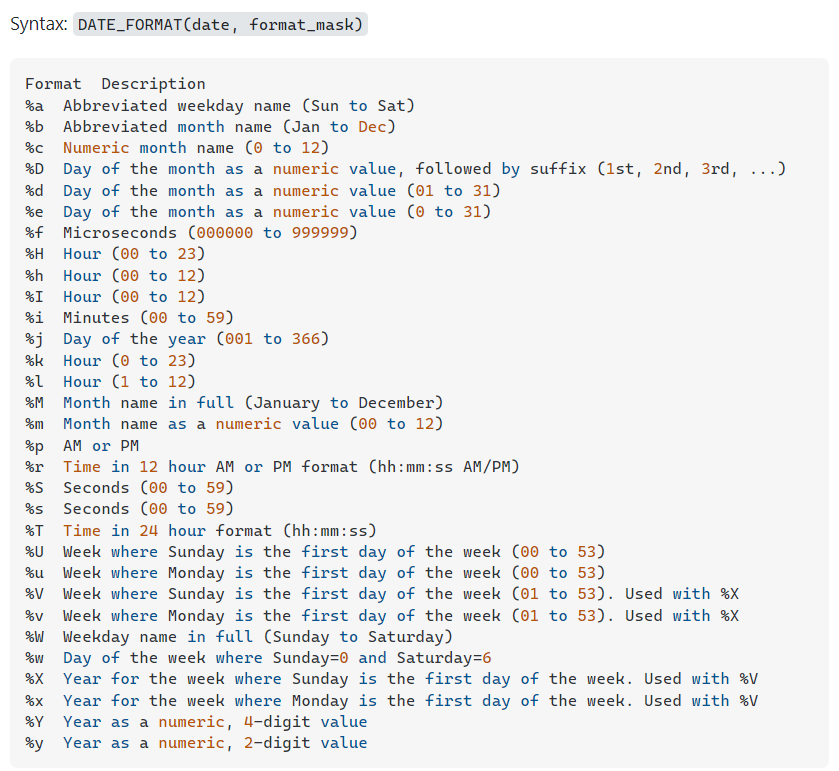 Syntax: DATE_FORMAT(date, format_mask)
Format  Description
%a  Abbreviated weekday name (Sun to Sat)
%b  Abbreviated month name (Jan to Dec)
%c  Numeric month name (0 to 12)
%D  Day of the month as a numeric value, followed by suffix (1st, 2nd, 3rd, ...)
%d  Day of the month as a numeric value (01 to 31)
%e  Day of the month as a numeric value (0 to 31)
%f  Microseconds (000000 to 999999)
%H  Hour (00 to 23)
%h  Hour (00 to 12)
%I  Hour (00 to 12)
%i  Minutes (00 to 59)
%j  Day of the year (001 to 366)
%k  Hour (0 to 23)
%l  Hour (1 to 12)
%M  Month name in full (January to December)
%m  Month name as a numeric value (00 to 12)
%p  AM or PM
%r  Time in 12 hour AM or PM format (hh:mm:ss AM/PM)
%S  Seconds (00 to 59)
%s  Seconds (00 to 59)
%T  Time in 24 hour format (hh:mm:ss)
%U  Week where Sunday is the first day of the week (00 to 53)
%u  Week where Monday is the first day of the week (00 to 53)
%V  Week where Sunday is the first day of the week (01 to 53). Used with %X
%v  Week where Monday is the first day of the week (01 to 53). Used with %X
%W  Weekday name in full (Sunday to Saturday)
%w  Day of the week where Sunday=0 and Saturday=6
%X  Year for the week where Sunday is the first day of the week. Used with %V
%x  Year for the week where Monday is the first day of the week. Used with %V
%Y  Year as a numeric, 4-digit value
%y  Year as a numeric, 2-digit value